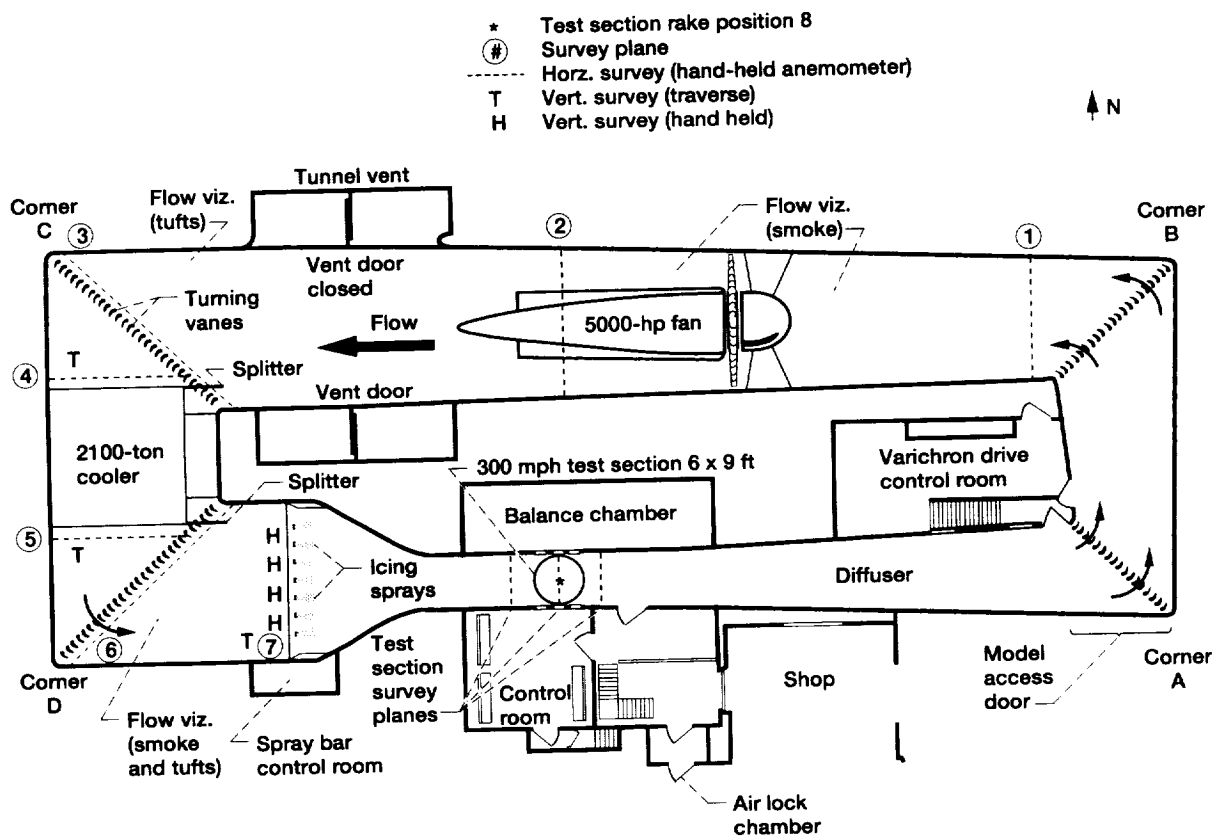 * Test section rake position 8
# Survey plane
Horz. survey (hand-held anemometer)
T Vert. survey (traverse)
H Vert. survey (hand held)
N
Tunnel vent
Corner
C
3
Flow viz.
(tufts)
2
Flow viz.
(smoke)
1
Corner
B
Vent door
closed
Turning
vanes
Flow
5000-hp fan
T
4
Splitter
Vent door
2100-ton
cooler
Splitter
300 mph test section 6 x 9 ft
Varichron drive
control room
Balance chamber
5
T
H
H
H
H
Icing
sprays
*
Diffuser
6
T
7
Corner
D
Test
section
survey
planes
Control
room
Shop
Model
access
door
Corner
A
Flow viz.
(smoke
and tufts)
Spray bar
control room
Air lock
chamber